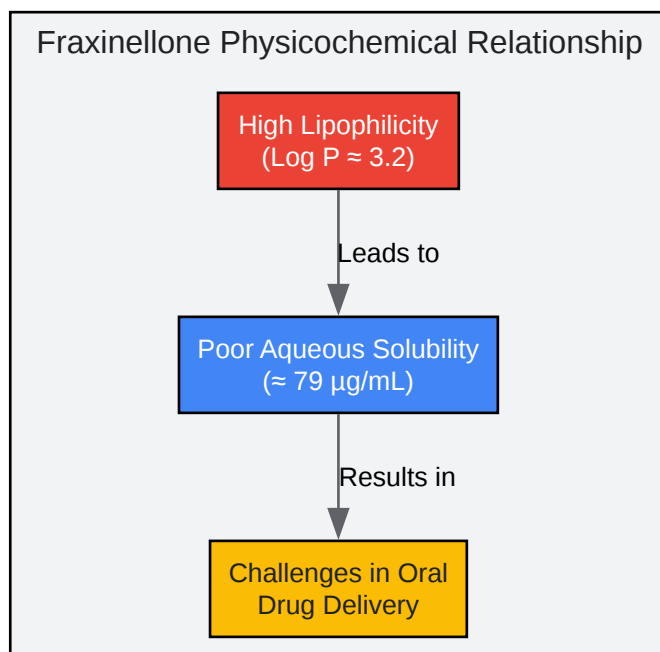 Fraxinellone Physicochemical Relationship
High Lipophilicity
(Log P ≈ 3.2)
Leads to
Poor Aqueous Solubility
(≈ 79 µg/mL)
Results in
Challenges in Oral
Drug Delivery